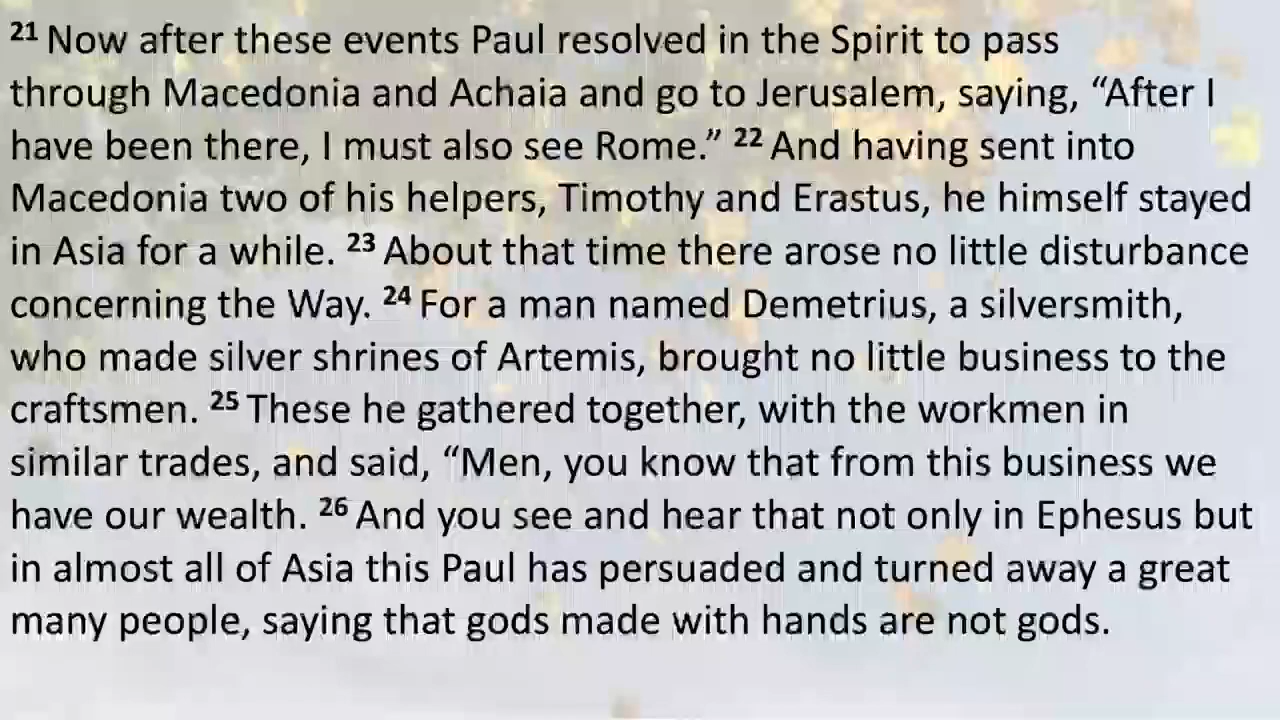 21 Now after these events Paul resolved in the Spirit to pass
through Macedonia and Achaia and go to Jerusalem, saying, “After I
have been there, I must also see Rome.” 22 And having sent into
Macedonia two of his helpers, Timothy and Erastus, he himself stayed
in Asia for a while. 23 About that time there arose no little disturbance
concerning the Way. 24 For a man named Demetrius, a silversmith,
who made silver shrines of Artemis, brought no little business to the
craftsmen. 25 These he gathered together, with the workmen in
similar trades, and said, “Men, you know that from this business we
have our wealth. 26 And you see and hear that not only in Ephesus but
in almost all of Asia this Paul has persuaded and turned away a great
many people, saying that gods made with hands are not gods.